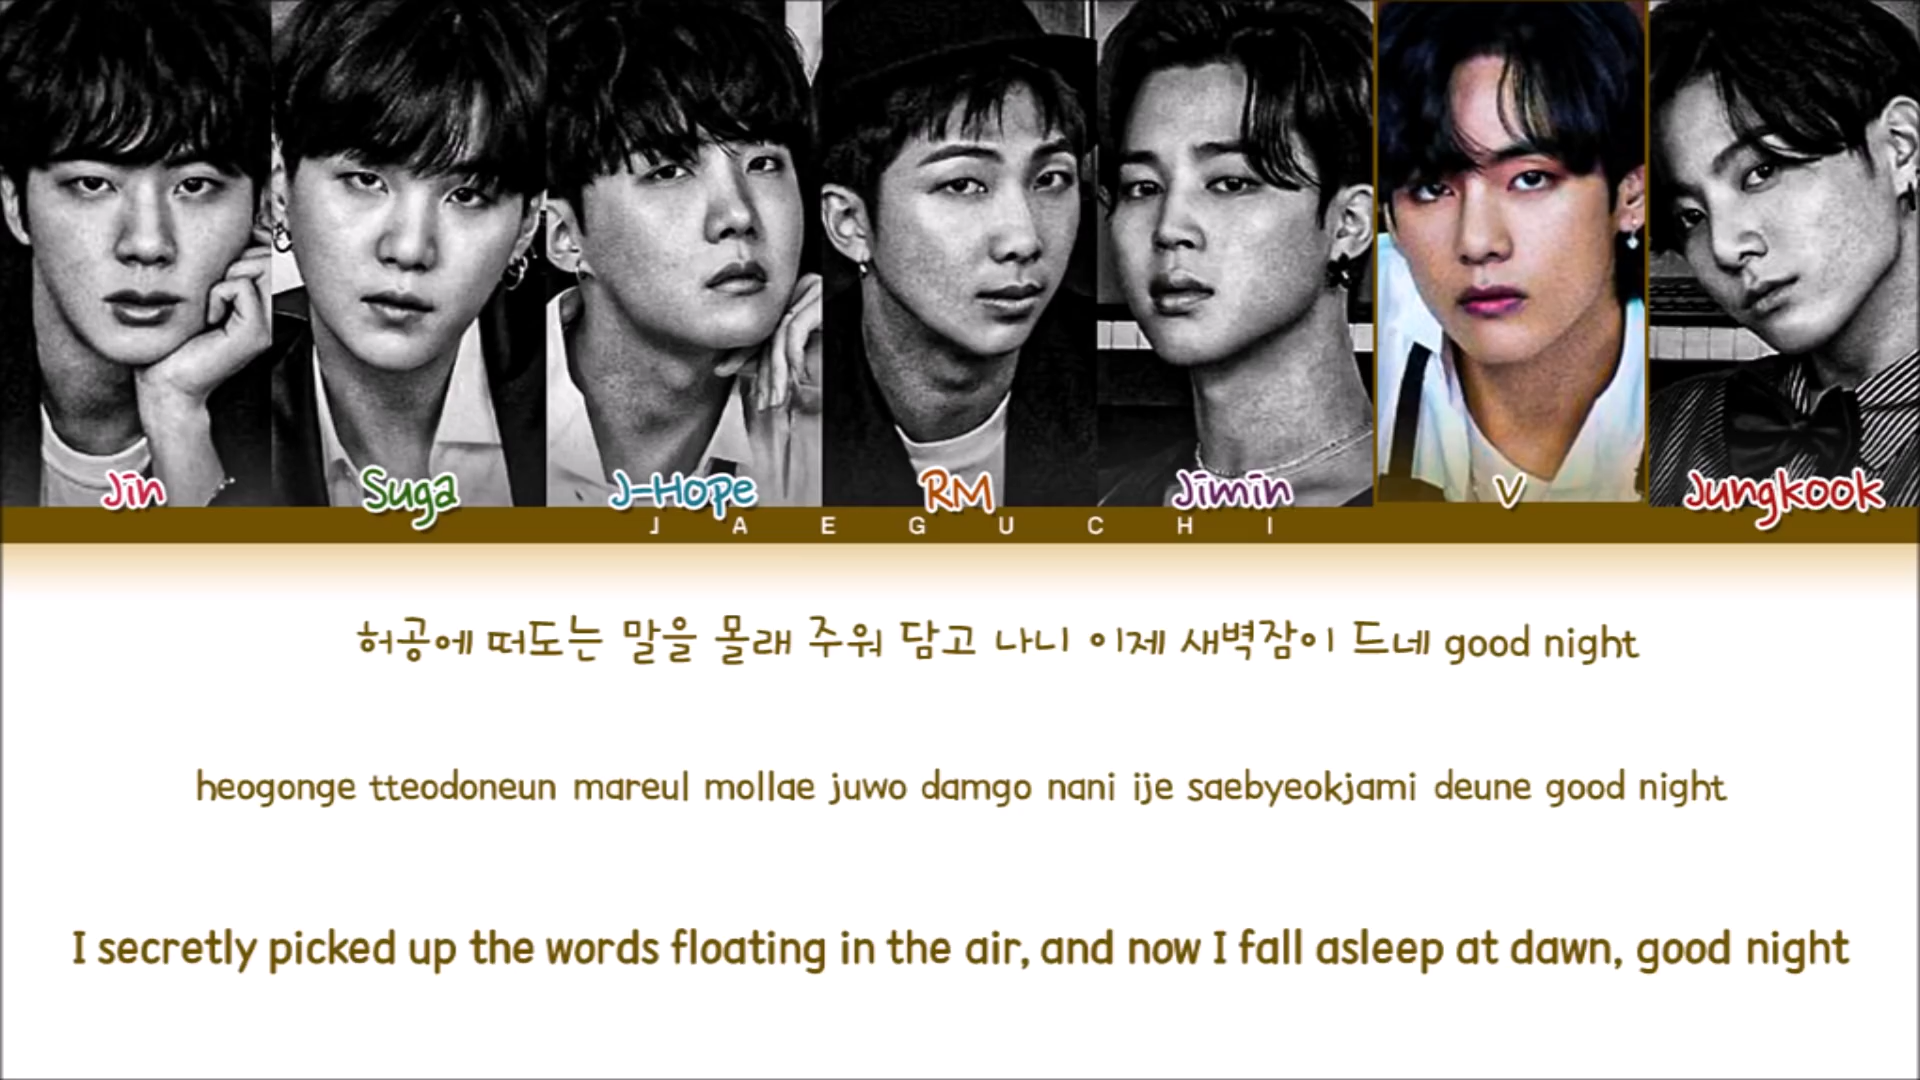 Jin Suga J-Hope RM Jimin V Jungkook
JAEGUCHI
허공에 떠도는 말을 몰래 주워 담고 나니 이제 새벽잠이 드네 good night
heogonge tteodoneun mareul mollae juwo damgo nani ije saebyeokjami deune good night
I secretly picked up the words floating in the air, and now I fall asleep at dawn, good night